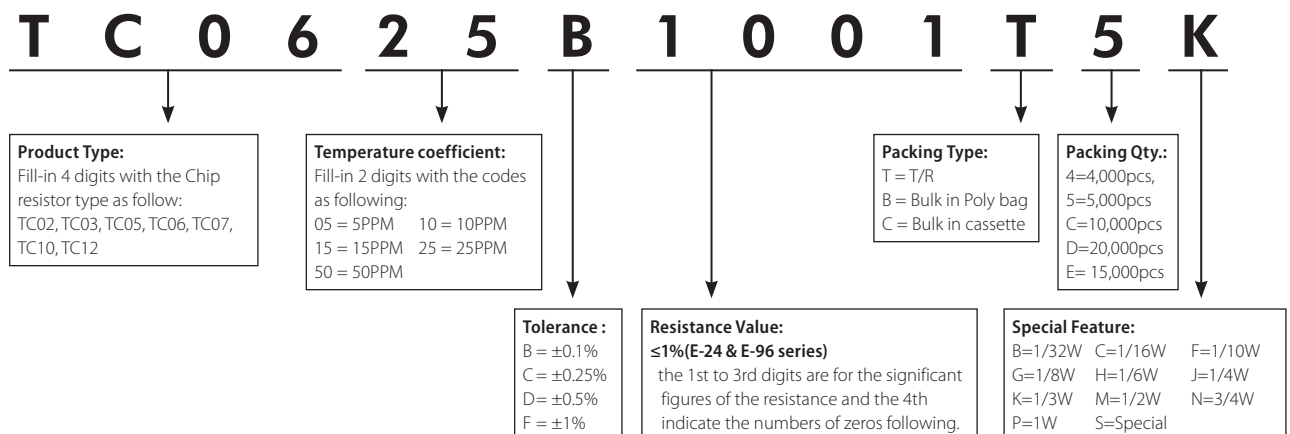 T C 0 6 2 5 B 1 0 0 1 T 5 K
Product Type:
Fill-in 4 digits with the Chip
resistor type as follow:
TC02, TC03, TC05, TC06, TC07,
TC10, TC12
Temperature coefficient:
Fill-in 2 digits with the codes
as following:
05 = 5PPM 10 = 10PPM
15 = 15PPM 25 = 25PPM
50 = 50PPM
Packing Type:
T = T/R
B = Bulk in Poly bag
C = Bulk in cassette
Packing Qty.:
4=4,000pcs,
5=5,000pcs
C=10,000pcs
D=20,000pcs
E= 15,000pcs
Tolerance :
B = ±0.1%
C = ±0.25%
D= ±0.5%
F = ±1%
Resistance Value:
≤1%(E-24 & E-96 series)
the 1st to 3rd digits are for the significant
figures of the resistance and the 4th
indicate the numbers of zeros following.
Special Feature:
B=1/32W C=1/16W F=1/10W
G=1/8W H=1/6W J=1/4W
K=1/3W M=1/2W N=3/4W
P=1W S=Special